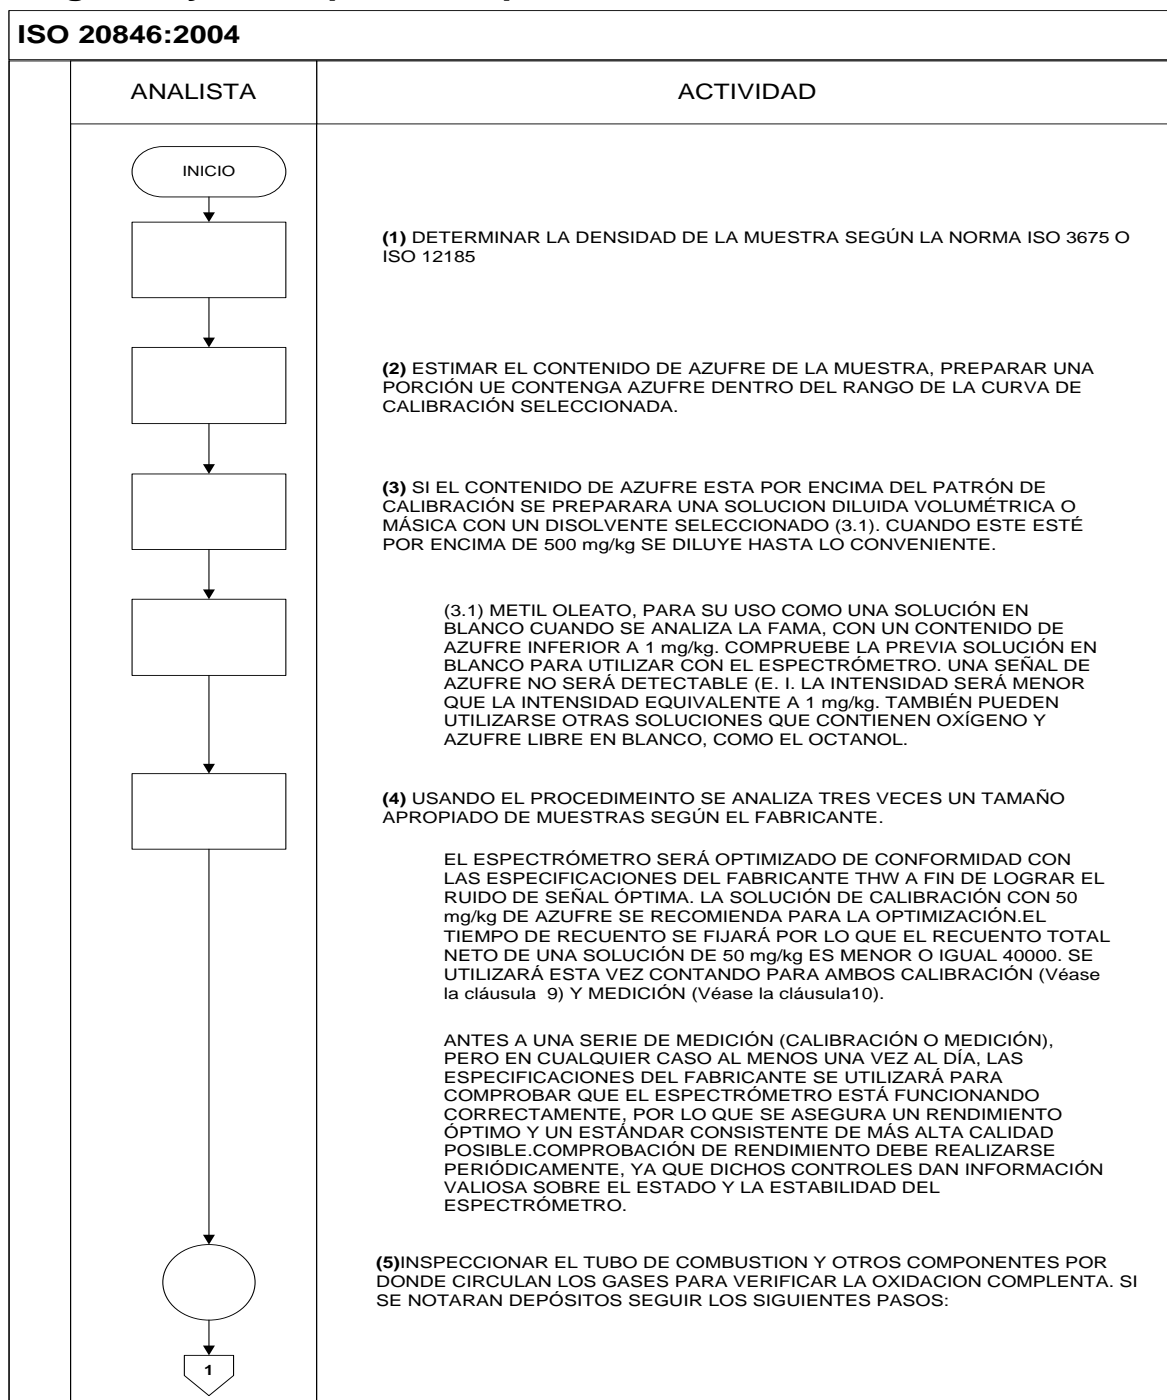 ISO 20846:2004
ANALISTA
ACTIVIDAD
INICIO
(1) DETERMINAR LA DENSIDAD DE LA MUESTRA SEGÚN LA NORMA ISO 3675 O
ISO 12185
(2) ESTIMAR EL CONTENIDO DE AZUFRE DE LA MUESTRA, PREPARAR UNA
PORCIÓN UE CONTENGA AZUFRE DENTRO DEL RANGO DE LA CURVA DE
CALIBRACIÓN SELECCIONADA.
(3) SI EL CONTENIDO DE AZUFRE ESTA POR ENCIMA DEL PATRÓN DE
CALIBRACIÓN SE PREPARARA UNA SOLUCION DILUIDA VOLUMÉTRICA O
MÁSICA CON UN DISOLVENTE SELECCIONADO (3.1). CUANDO ESTE ESTÉ
POR ENCIMA DE 500 mg/kg SE DILUYE HASTA LO CONVENIENTE.
(3.1) METIL OLEATO, PARA SU USO COMO UNA SOLUCIÓN EN
BLANCO CUANDO SE ANALIZA LA FAMA, CON UN CONTENIDO DE
AZUFRE INFERIOR A 1 mg/kg. COMPRUEBE LA PREVIA SOLUCIÓN EN
BLANCO PARA UTILIZAR CON EL ESPECTRÓMETRO. UNA SEÑAL DE
AZUFRE NO SERÁ DETECTABLE (E. I. LA INTENSIDAD SERÁ MENOR
QUE LA INTENSIDAD EQUIVALENTE A 1 mg/kg. TAMBIÉN PUEDEN
UTILIZARSE OTRAS SOLUCIONES QUE CONTIENEN OXÍGENO Y
AZUFRE LIBRE EN BLANCO, COMO EL OCTANOL.
(4) USANDO EL PROCEDIMEINTO SE ANALIZA TRES VECES UN TAMAÑO
APROPIADO DE MUESTRAS SEGÚN EL FABRICANTE.
EL ESPECTRÓMETRO SERÁ OPTIMIZADO DE CONFORMIDAD CON
LAS ESPECIFICACIONES DEL FABRICANTE THW A FIN DE LOGRAR EL
RUIDO DE SEÑAL ÓPTIMA. LA SOLUCIÓN DE CALIBRACIÓN CON 50
mg/kg DE AZUFRE SE RECOMIENDA PARA LA OPTIMIZACIÓN.EL
TIEMPO DE RECUENTO SE FIJARÁ POR LO QUE EL RECUENTO TOTAL
NETO DE UNA SOLUCIÓN DE 50 mg/kg ES MENOR O IGUAL 40000. SE
UTILIZARÁ ESTA VEZ CONTANDO PARA AMBOS CALIBRACIÓN (Véase
la cláusula  9) Y MEDICIÓN (Véase la cláusula10).
ANTES A UNA SERIE DE MEDICIÓN (CALIBRACIÓN O MEDICIÓN),
PERO EN CUALQUIER CASO AL MENOS UNA VEZ AL DÍA, LAS
ESPECIFICACIONES DEL FABRICANTE SE UTILIZARÁ PARA
COMPROBAR QUE EL ESPECTRÓMETRO ESTÁ FUNCIONANDO
CORRECTAMENTE, POR LO QUE SE ASEGURA UN RENDIMIENTO
ÓPTIMO Y UN ESTÁNDAR CONSISTENTE DE MÁS ALTA CALIDAD
POSIBLE.COMPROBACIÓN DE RENDIMIENTO DEBE REALIZARSE
PERIÓDICAMENTE, YA QUE DICHOS CONTROLES DAN INFORMACIÓN
VALIOSA SOBRE EL ESTADO Y LA ESTABILIDAD DEL
ESPECTRÓMETRO.
(5)INSPECCIONAR EL TUBO DE COMBUSTION Y OTROS COMPONENTES POR
DONDE CIRCULAN LOS GASES PARA VERIFICAR LA OXIDACION COMPLENTA. SI
SE NOTARAN DEPÓSITOS SEGUIR LOS SIGUIENTES PASOS:
1